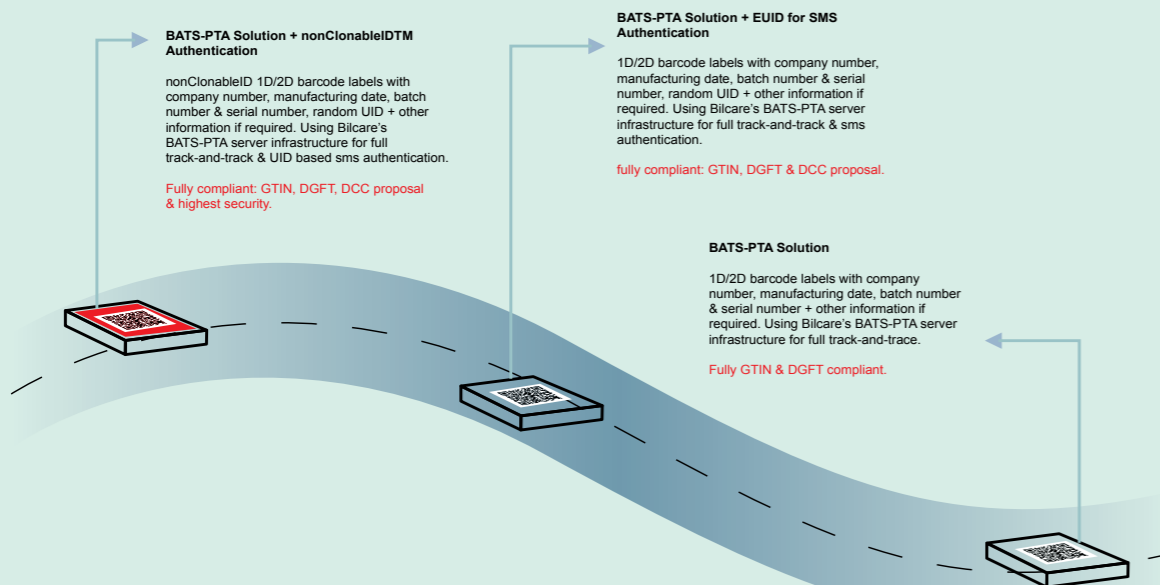 BATS-PTA Solution + nonClonableIDTM
Authentication
nonClonableID 1D/2D barcode labels with
company number, manufacturing date, batch
number & serial number, random UID + other
information if required. Using Bilcare's
BATS-PTA server infrastructure for full
track-and-track & UID based sms authentication.
Fully compliant: GTIN, DGFT, DCC proposal
& highest security.
BATS-PTA Solution + EUID for SMS
Authentication
1D/2D barcode labels with company number,
manufacturing date, batch number & serial
number, random UID + other information if
required. Using Bilcare's BATS-PTA server
infrastructure for full track-and-track & sms
authentication.
fully compliant: GTIN, DGFT & DCC proposal.
BATS-PTA Solution
1D/2D barcode labels with company
number, manufacturing date, batch number
& serial number + other information if
required. Using Bilcare's BATS-PTA server
infrastructure for full track-and-trace.
Fully GTIN & DGFT compliant.